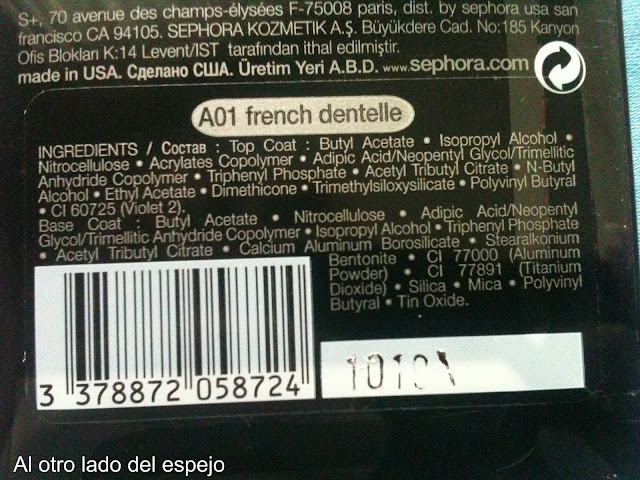 S+, 70 avenue des champs-élysées F-75008 paris, dist. by sephora usa san
francisco CA 94105. SEPHORA KOZMETIK A.Ş. Büyükdere Cad. No:185 Kanyon
Ofis Blokları K:14 Levent/IST tarafından ithal edilmiştir.
made in USA. Сделано США. Üretim Yeri A.B.D. www.sephora.com
A01 french dentelle
INGREDIENTS / Состав : Top Coat : Butyl Acetate • Isopropyl Alcohol •
Nitrocellulose • Acrylates Copolymer • Adipic Acid/Neopentyl Glycol/Trimellitic
Anhydride Copolymer • Triphenyl Phosphate • Acetyl Tributyl Citrate • N-Butyl
Alcohol • Ethyl Acetate • Dimethicone • Trimethylsiloxysilicate • Polyvinyl Butyral
• CI 60725 (Violet 2).
Base Coat : Butyl Acetate • Nitrocellulose • Adipic Acid/Neopentyl
Glycol/Trimellitic Anhydride Copolymer • Isopropyl Alcohol • Triphenyl Phosphate
• Acetyl Tributyl Citrate • Calcium Aluminum Borosilicate • Stearalkonium
Bentonite • CI 77000 (Aluminum
Powder) • CI 77891 (Titanium
Dioxide) • Silica • Mica • Polyvinyl
Butyral • Tin Oxide.
3 378872 058724
Al otro lado del espejo